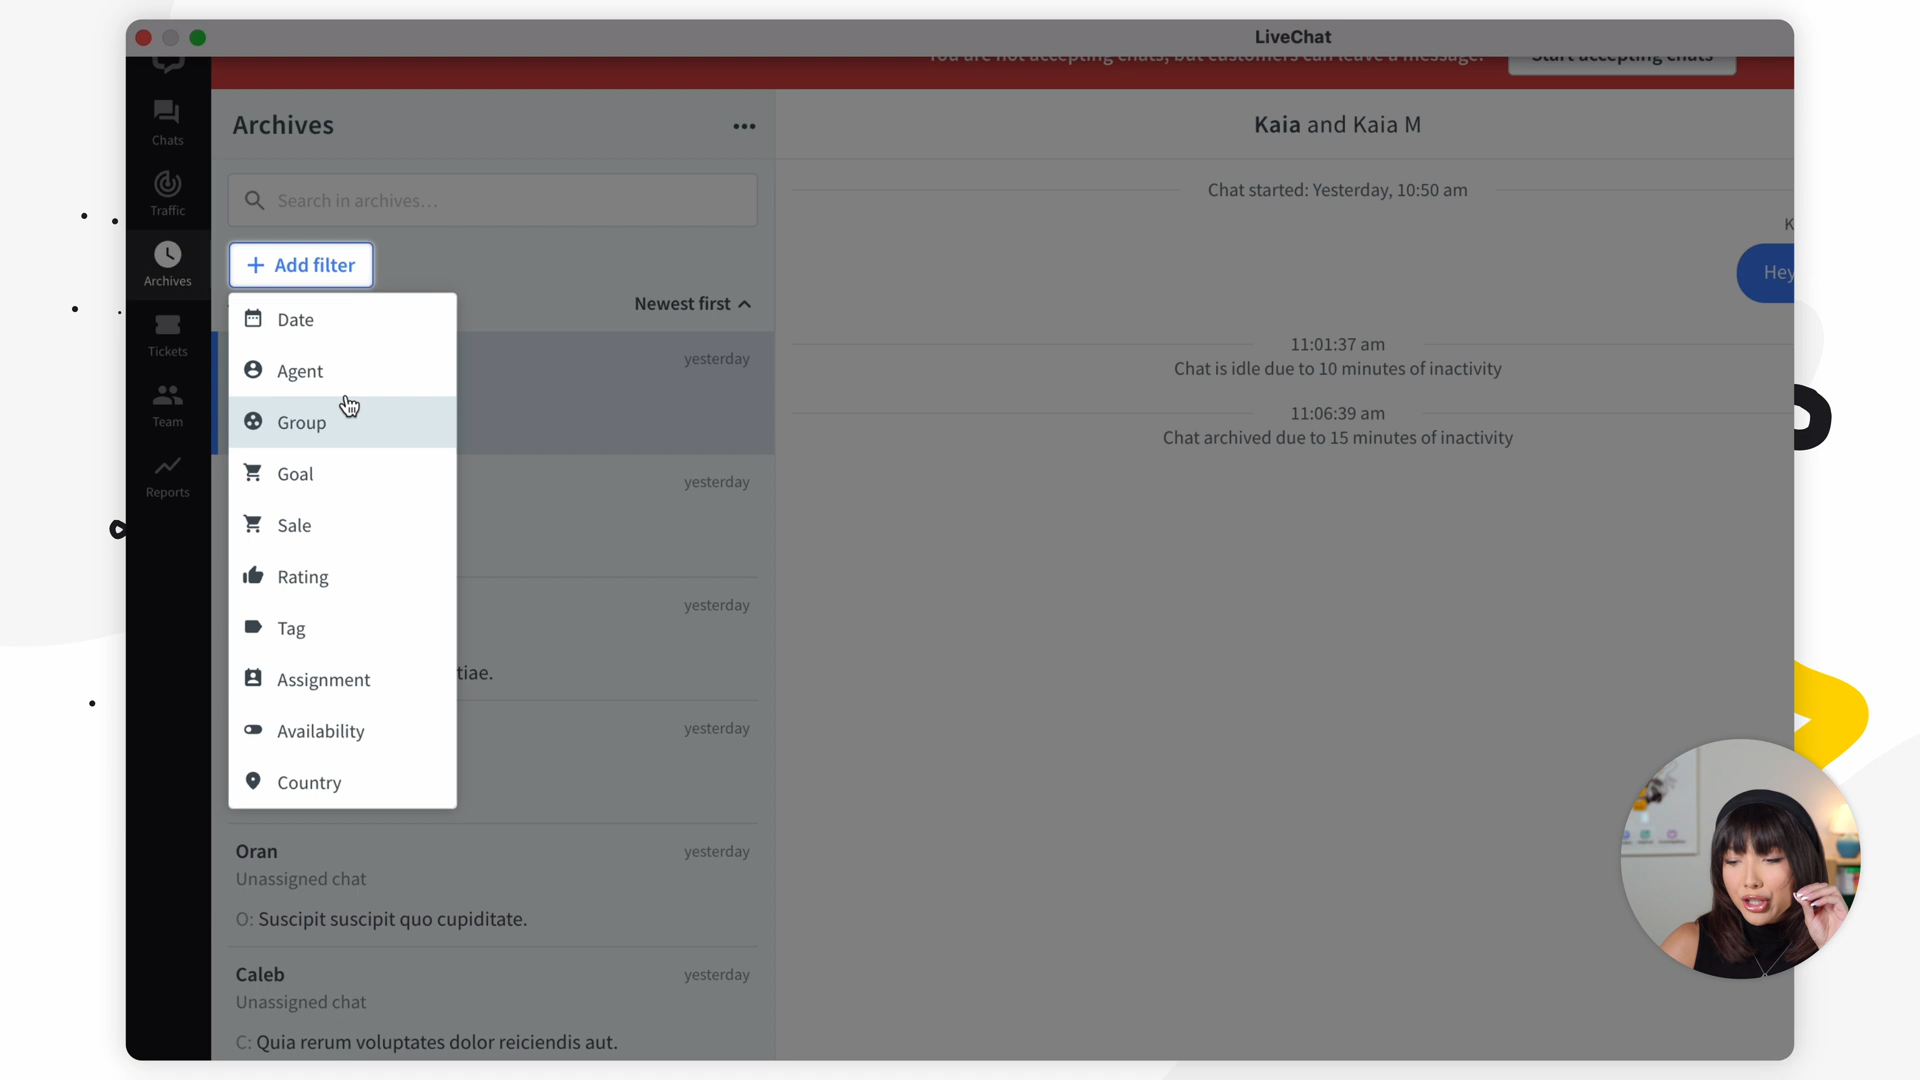 LiveChat
You are not accepting chats, but customers can leave a message.
Start accepting chats
Chats
Traffic
Archives
Tickets
Team
Reports
Archives
Search in archives...
+ Add filter
Newest first
Date
Agent
Group
Goal
Sale
Rating
Tag
Assignment
Availability
Country
yesterday
yesterday
yesterday
tiae.
yesterday
Oran
yesterday
Unassigned chat
O: Suscipit suscipit quo cupiditate.
Caleb
yesterday
Unassigned chat
C: Quia rerum voluptates dolor reiciendis aut.
Kaia and Kaia M
Chat started: Yesterday, 10:50 am
K
Hey
11:01:37 am
Chat is idle due to 10 minutes of inactivity
11:06:39 am
Chat archived due to 15 minutes of inactivity